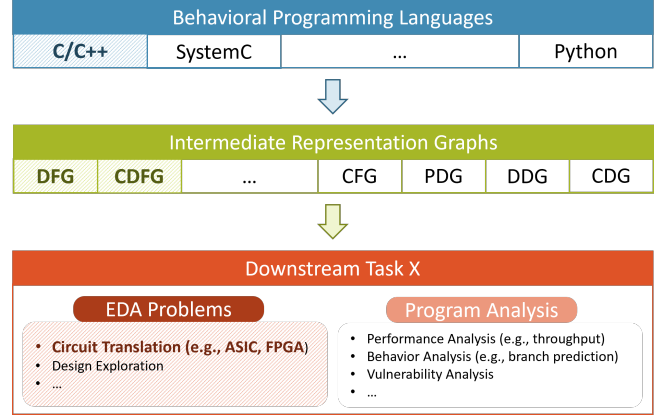 Behavioral Programming Languages
C/C++ SystemC ... Python
Intermediate Representation Graphs
DFG CDFG ... CFG PDG DDG CDG
Downstream Task X
EDA Problems
• Circuit Translation (e.g., ASIC, FPGA)
• Design Exploration
• ...
Program Analysis
• Performance Analysis (e.g., throughput)
• Behavior Analysis (e.g., branch prediction)
• Vulnerability Analysis
• ...